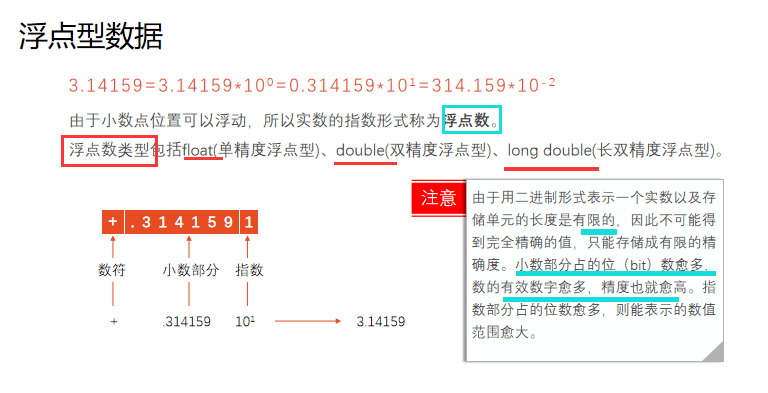 浮点型数据
3.14159=3.14159*10⁰=0.314159*10¹=314.159*10⁻²
由于小数点位置可以浮动，所以实数的指数形式称为浮点数。
浮点数类型包括float(单精度浮点型)、double(双精度浮点型)、long double(长双精度浮点型)。
注意
由于用二进制形式表示一个实数以及存
储单元的长度是有限的，因此不可能得
到完全精确的值，只能存储成有限的精
确度。小数部分占的位（bit）数愈多，
数的有效数字愈多，精度也就愈高。指
数部分占的位数愈多，则能表示的数值
范围愈大。
+ .314159 1
数符 小数部分 指数
+ .314159 10¹ 3.14159